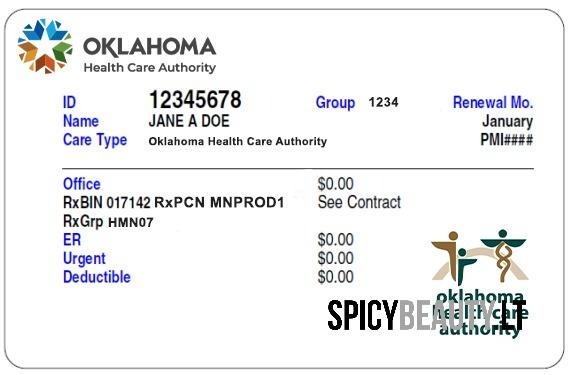 OKLAHOMA
Health Care Authority
ID 12345678 Group 1234 Renewal Mo.
Name JANE A DOE January
Care Type Oklahoma Health Care Authority PMI####
Office $0.00
RxBIN 017142 RxPCN MNPROD1 See Contract
RxGrp HMN07
ER $0.00
Urgent $0.00
Deductible $0.00
oklahoma
health care
authority
SPICYBEAUTY.LT